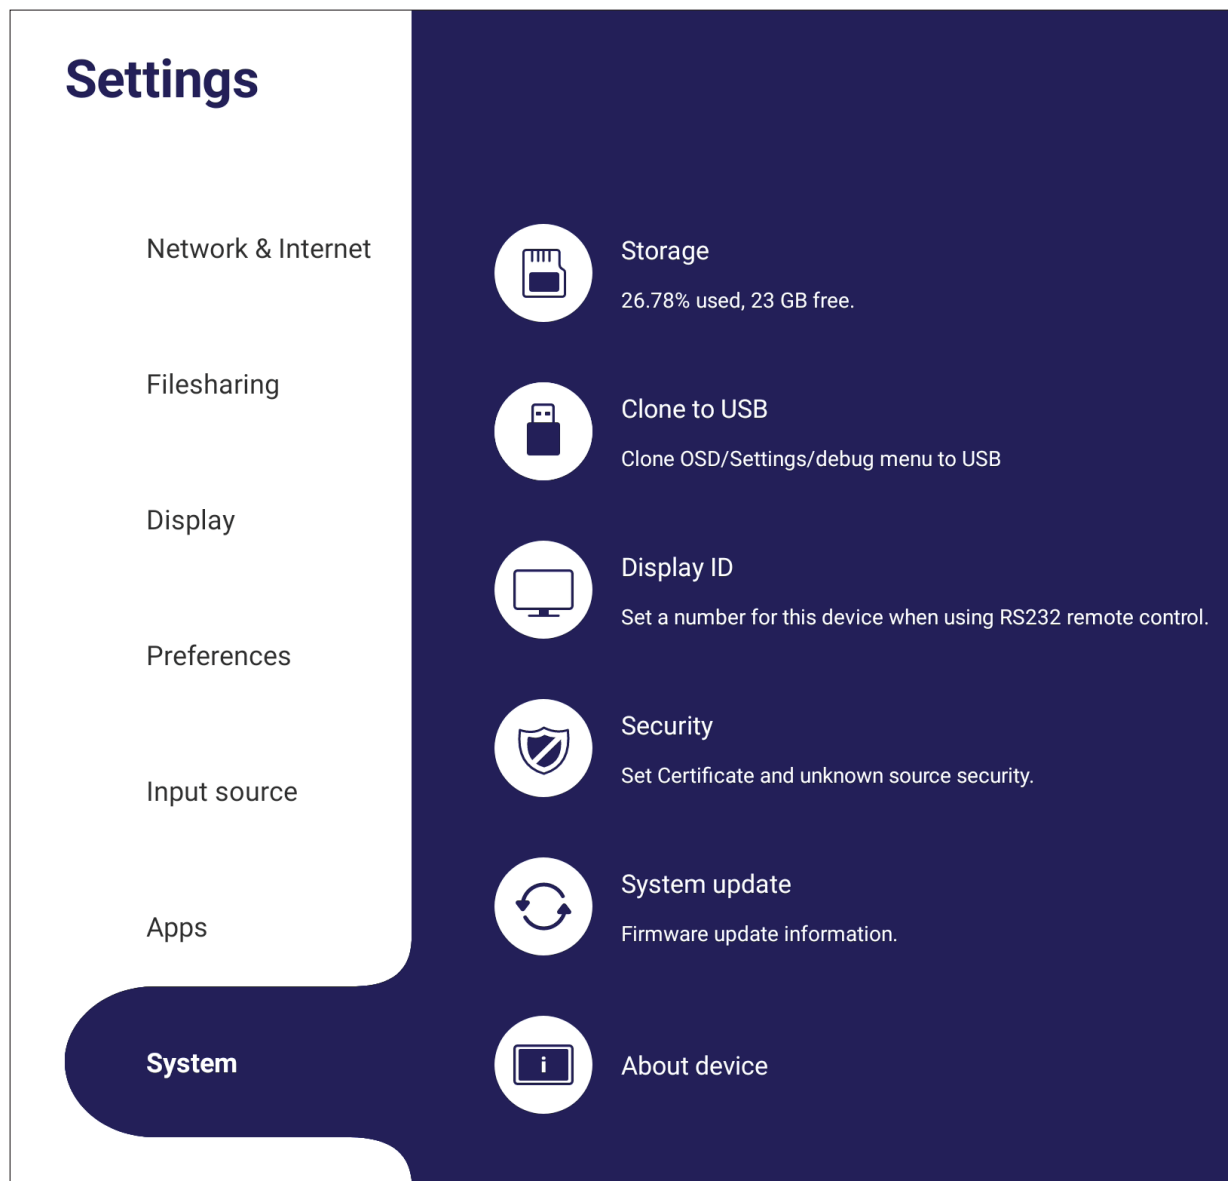 Settings
Network & Internet
Filesharing
Display
Preferences
Input source
Apps
System
Storage
26.78% used, 23 GB free.
Clone to USB
Clone OSD/Settings/debug menu to USB
Display ID
Set a number for this device when using RS232 remote control.
Security
Set Certificate and unknown source security.
System update
Firmware update information.
i
About device